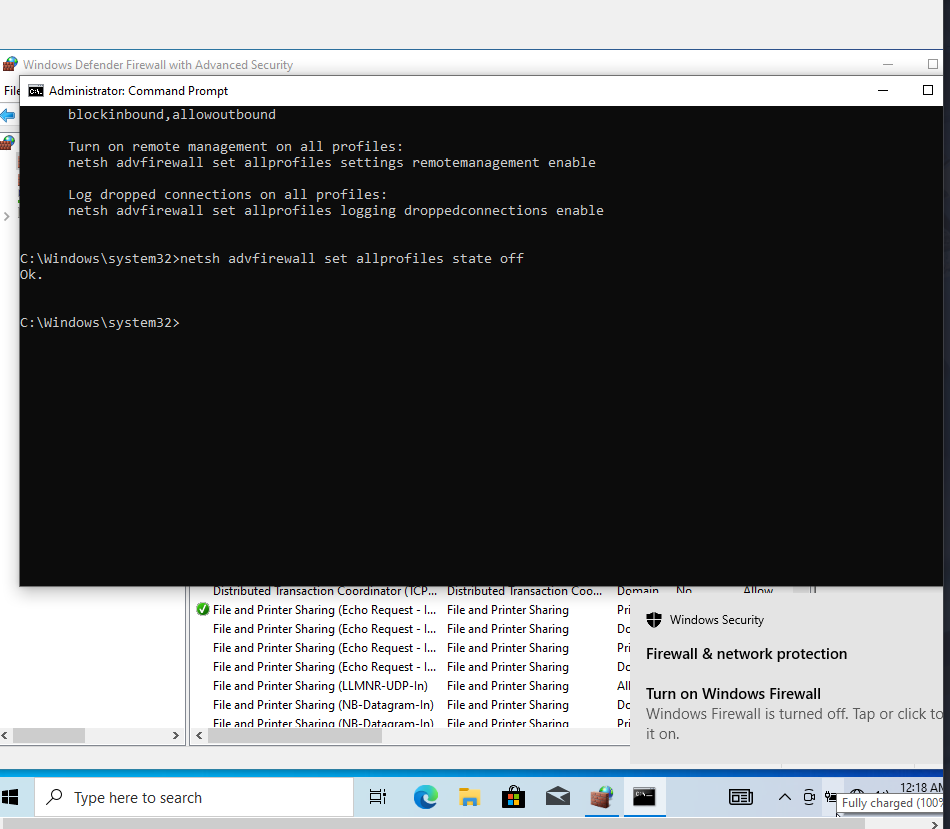 Windows Defender Firewall with Advanced Security
File
Administrator: Command Prompt
blockinbound,allowoutbound
Turn on remote management on all profiles:
netsh advfirewall set allprofiles settings remotemanagement enable
Log dropped connections on all profiles:
netsh advfirewall set allprofiles logging droppedconnections enable
C:\Windows\system32>netsh advfirewall set allprofiles state off
Ok.
C:\Windows\system32>
Distributed Transaction Coordinator (TCP... Distributed Transaction Coo... Domain No Allow
File and Printer Sharing (Echo Request - I... File and Printer Sharing Pri
File and Printer Sharing (Echo Request - I... File and Printer Sharing Do
File and Printer Sharing (Echo Request - I... File and Printer Sharing Pri
File and Printer Sharing (Echo Request - I... File and Printer Sharing Do
File and Printer Sharing (LLMNR-UDP-In) File and Printer Sharing All
File and Printer Sharing (NB-Datagram-In) File and Printer Sharing Do
File and Printer Sharing (NB-Datagram-In) File and Printer Sharing Pri
Windows Security
Firewall & network protection
Turn on Windows Firewall
Windows Firewall is turned off. Tap or click to
it on.
Type here to search
12:18 AM
Fully charged (100%